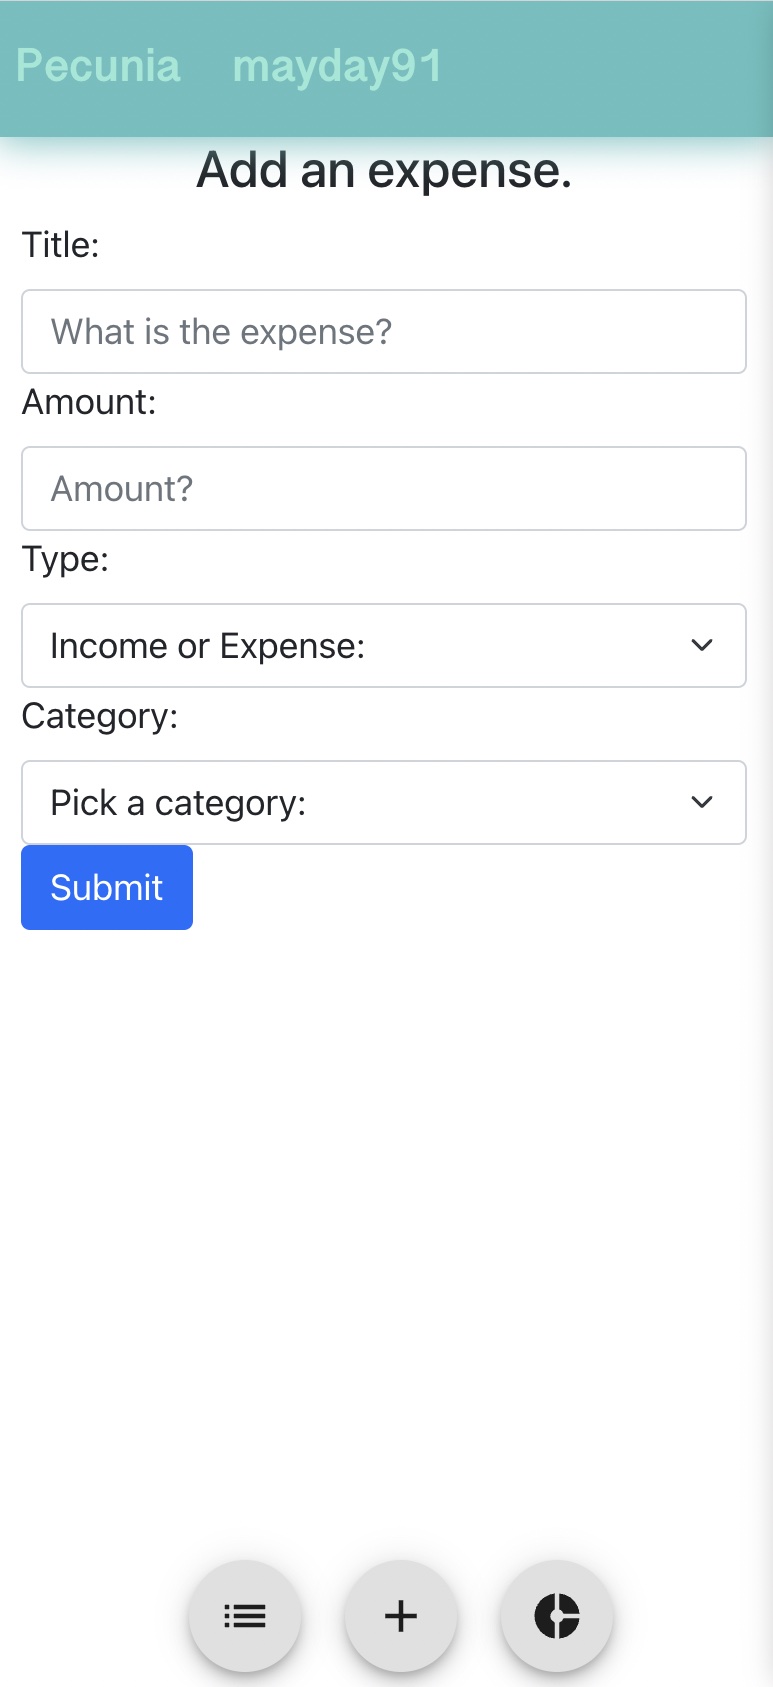 Pecunia mayday91
Add an expense.
Title:
What is the expense?
Amount:
Amount?
Type:
Income or Expense:
Category:
Pick a category:
Submit